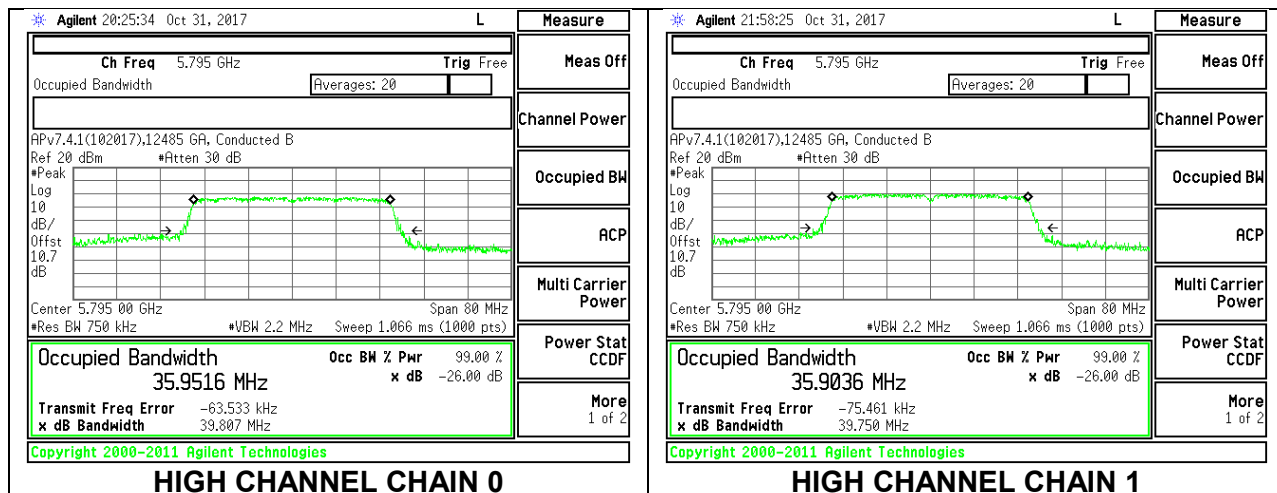 Agilent 20:25:34 Oct 31, 2017 L
Measure
Ch Freq 5.795 GHz Trig Free
Occupied Bandwidth Averages: 20
APv7.4.1(102017),12485 GA, Conducted B
Ref 20 dBm #Atten 30 dB
#Peak
Log
10
dB/
Offst
10.7
dB
Center 5.795 00 GHz Span 80 MHz
#Res BW 750 kHz #VBW 2.2 MHz Sweep 1.066 ms (1000 pts)
Occupied Bandwidth Occ BW % Pwr 99.00 %
35.9516 MHz x dB -26.00 dB
Transmit Freq Error -63.533 kHz
x dB Bandwidth 39.807 MHz
Copyright 2000-2011 Agilent Technologies
Meas Off
Channel Power
Occupied BW
ACP
Multi Carrier
Power
Power Stat
CCDF
More
1 of 2
HIGH CHANNEL CHAIN 0
Agilent 21:58:25 Oct 31, 2017 L
Measure
Ch Freq 5.795 GHz Trig Free
Occupied Bandwidth Averages: 20
APv7.4.1(102017),12485 GA, Conducted B
Ref 20 dBm #Atten 30 dB
#Peak
Log
10
dB/
Offst
10.7
dB
Center 5.795 00 GHz Span 80 MHz
#Res BW 750 kHz #VBW 2.2 MHz Sweep 1.066 ms (1000 pts)
Occupied Bandwidth Occ BW % Pwr 99.00 %
35.9036 MHz x dB -26.00 dB
Transmit Freq Error -75.461 kHz
x dB Bandwidth 39.750 MHz
Copyright 2000-2011 Agilent Technologies
Meas Off
Channel Power
Occupied BW
ACP
Multi Carrier
Power
Power Stat
CCDF
More
1 of 2
HIGH CHANNEL CHAIN 1